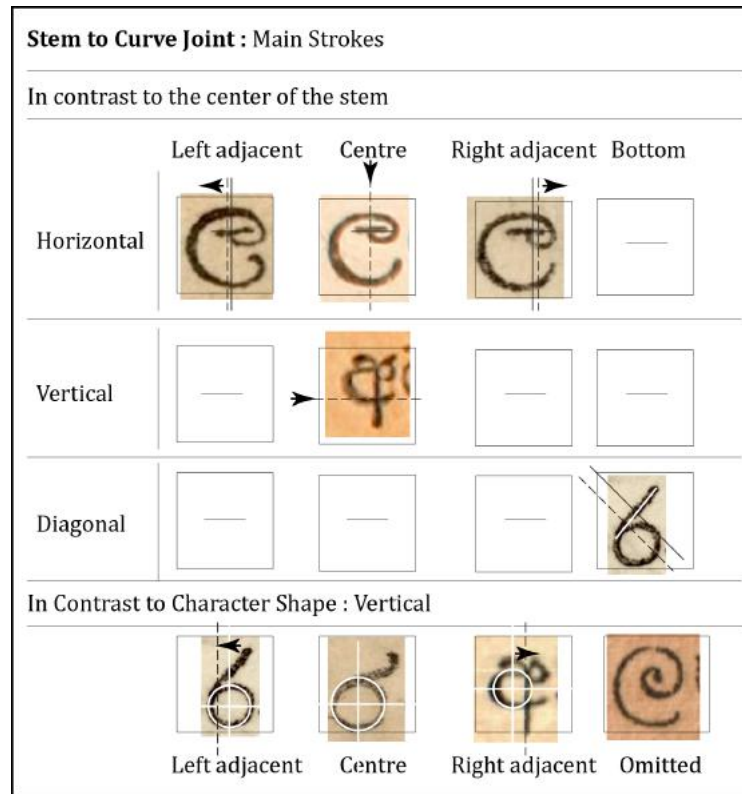 Stem to Curve Joint : Main Strokes
In contrast to the center of the stem
Left adjacent Centre Right adjacent Bottom
Horizontal
Vertical
Diagonal
In Contrast to Character Shape : Vertical
Left adjacent Centre Right adjacent Omitted